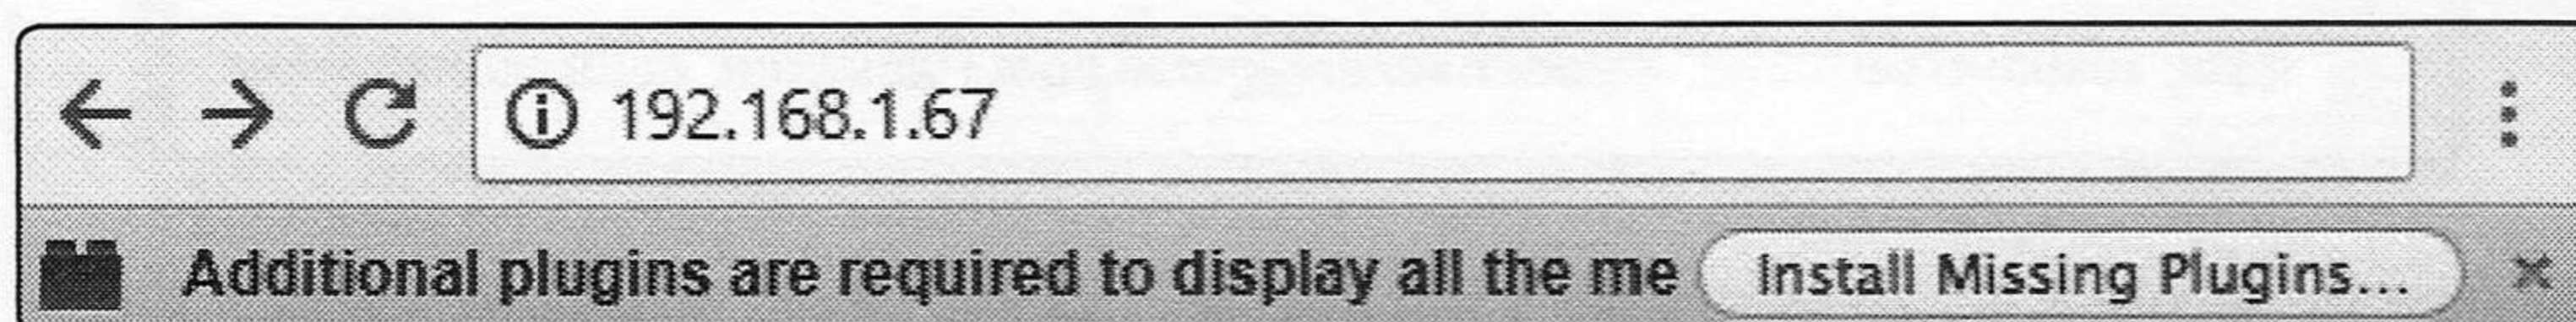 192.168.1.67
Additional plugins are required to display all the me Install Missing Plugins...